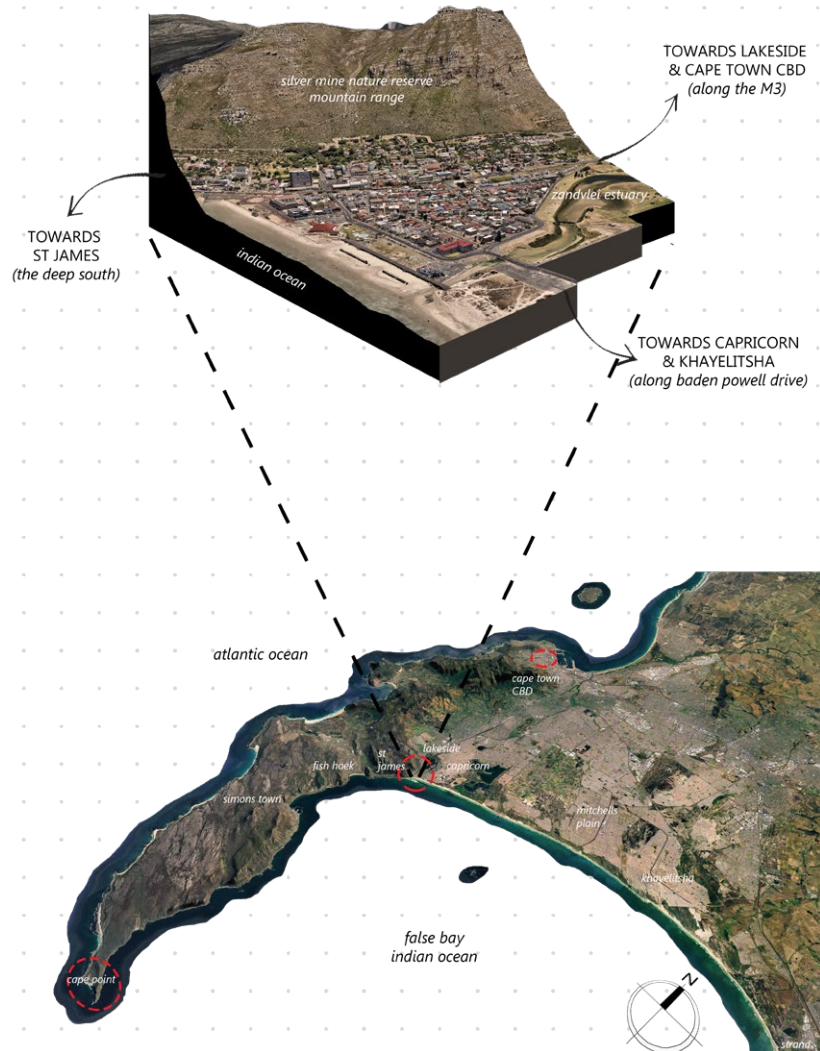 silver mine nature reserve
mountain range
TOWARDS LAKESIDE
& CAPE TOWN CBD
(along the M3)
zandvlei estuary
TOWARDS
ST JAMES
(the deep south)
indian ocean
TOWARDS CAPRICORN
& KHAYELITSHA
(along baden powell drive)
atlantic ocean
cape town
CBD
lakeside
st
james
fish hoek
capricorn
simons town
mitchells
plain
khayelitsha
false bay
indian ocean
cape point
N
strand